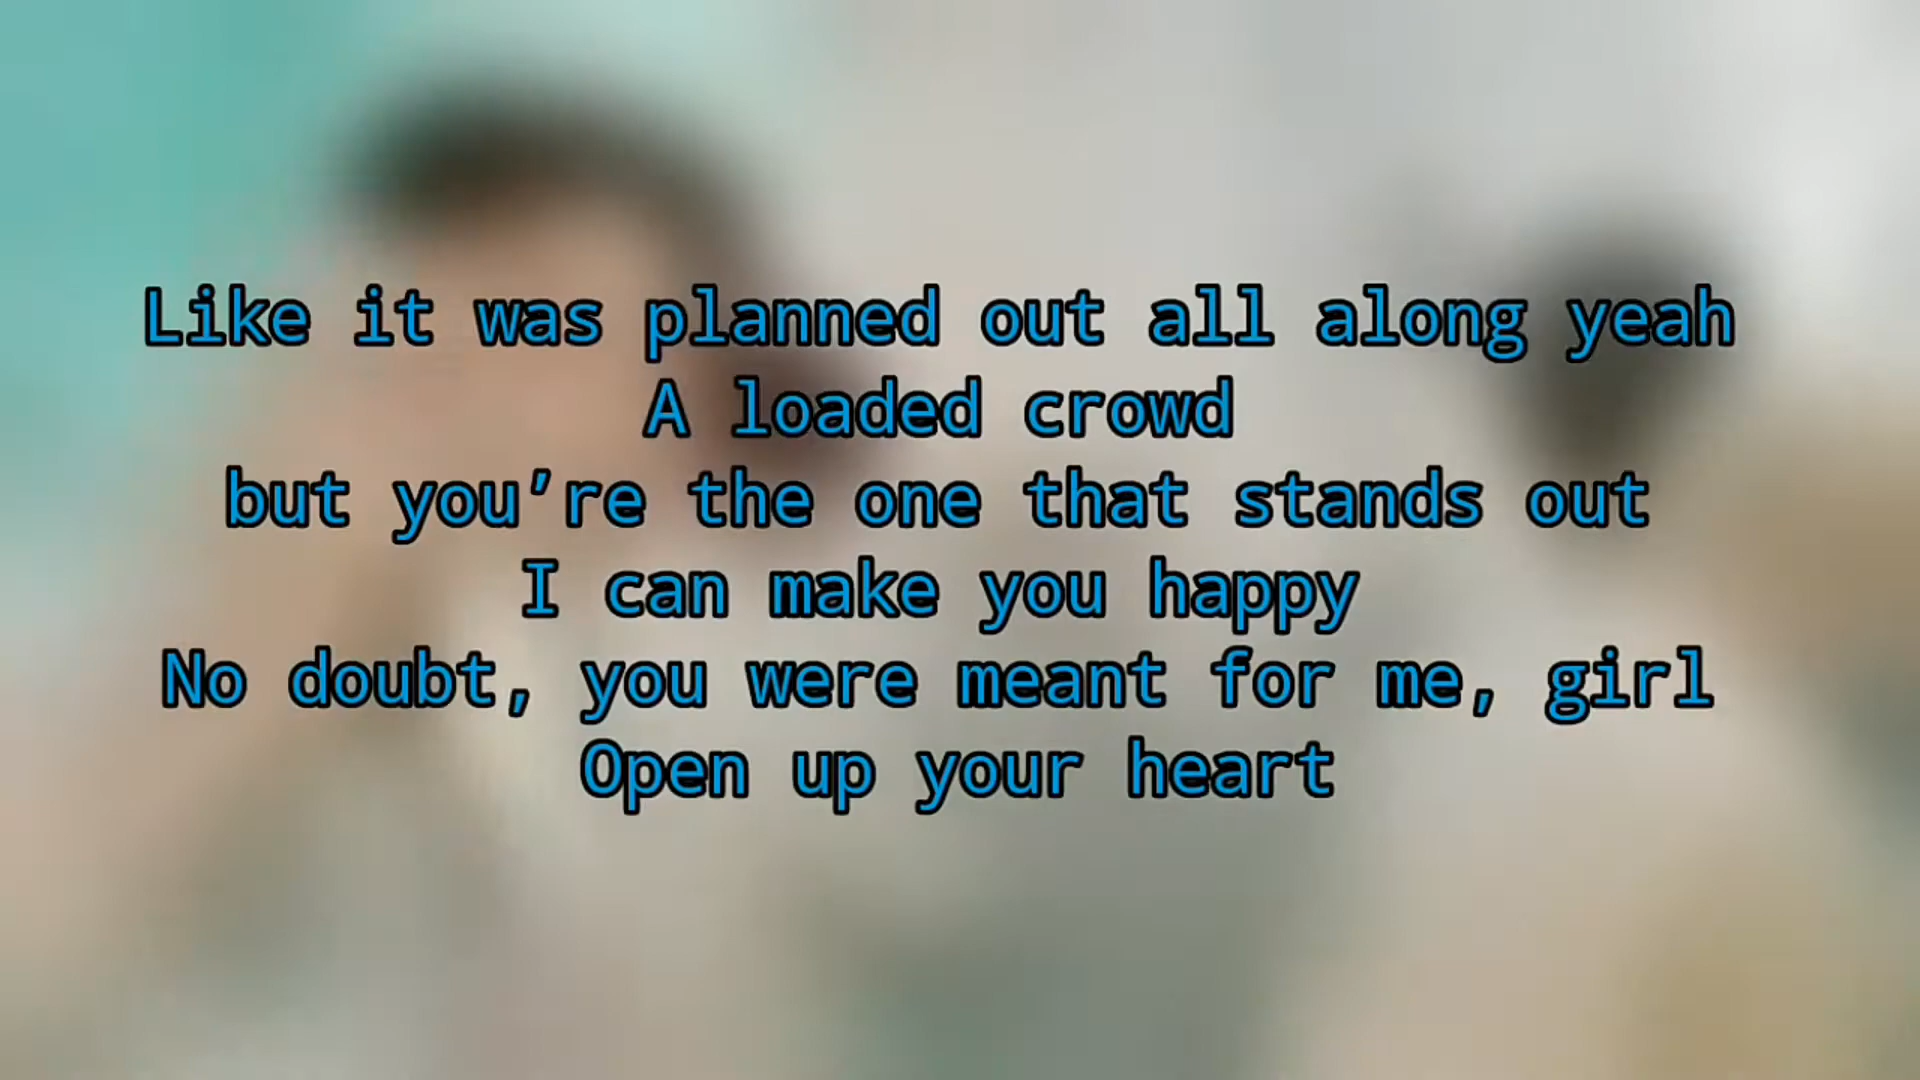 Like it was planned out all along yeah
A loaded crowd
but you’re the one that stands out
I can make you happy
No doubt, you were meant for me, girl
Open up your heart